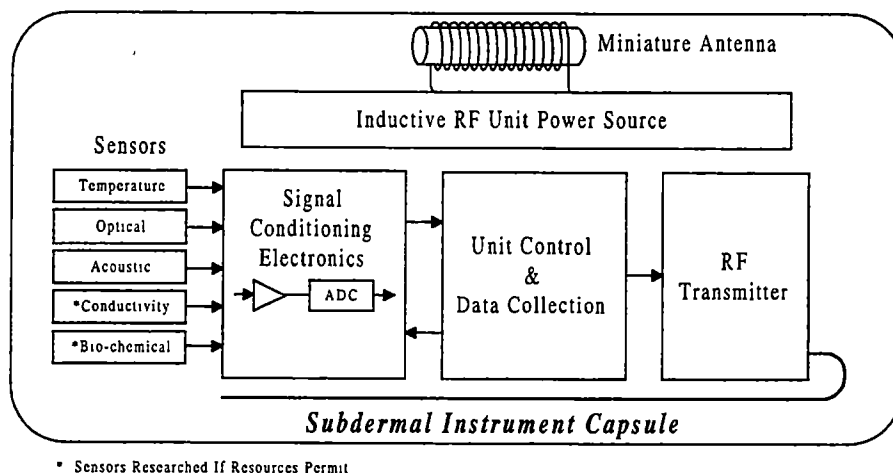 Miniature Antenna
Inductive RF Unit Power Source
Sensors
Temperature
Optical
Acoustic
*Conductivity
*Bio-chemical
Signal
Conditioning
Electronics
ADC
Unit Control
&
Data Collection
RF
Transmitter
Subdermal Instrument Capsule
* Sensors Researched If Resources Permit